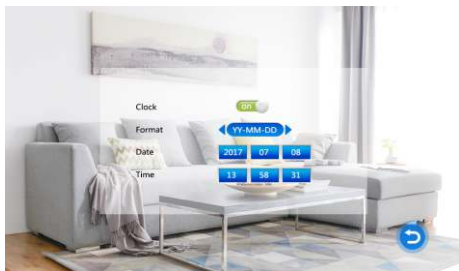 Clock on
Format YY-MM-DD
Date 2017 07 08
Time 13 58 31